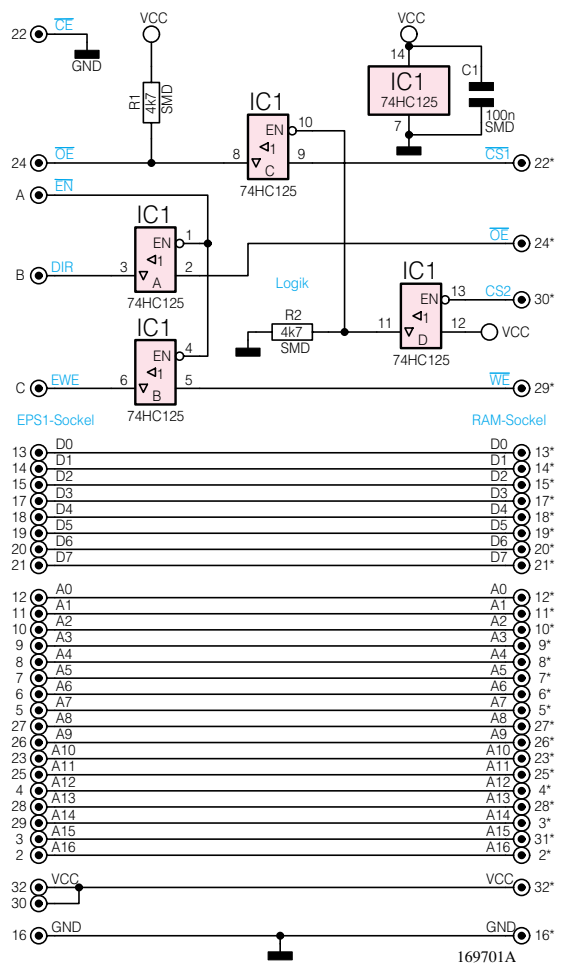 22 CE VCC VCC
GND
14
R1 4k7 SMD
IC1
74HC125
C1
100n
SMD
7
IC1
EN 10
1
C
8 9
74HC125
24 OE CS1 22*
A EN
IC1
EN 1
1
A
B DIR 3 2 OE 24*
74HC125
Logik
IC1
EN 13 CS2 30*
1
D
11 12 VCC
74HC125
R2
4k7
SMD
IC1
EN 4
1
B
C EWE 6 5 WE 29*
74HC125
EPS1-Sockel RAM-Sockel
13 D0 D0 13*
14 D1 D1 14*
15 D2 D2 15*
17 D3 D3 17*
18 D4 D4 18*
19 D5 D5 19*
20 D6 D6 20*
21 D7 D7 21*
12 A0 A0 12*
11 A1 A1 11*
10 A2 A2 10*
9 A3 A3 9*
8 A4 A4 8*
7 A5 A5 7*
6 A6 A6 6*
5 A7 A7 5*
27 A8 A8 27*
26 A9 A9 26*
23 A10 A10 23*
25 A11 A11 25*
4 A12 A12 4*
28 A13 A13 28*
29 A14 A14 3*
3 A15 A15 31*
2 A16 A16 2*
32 VCC VCC 32*
30
16 GND GND 16*
169701A